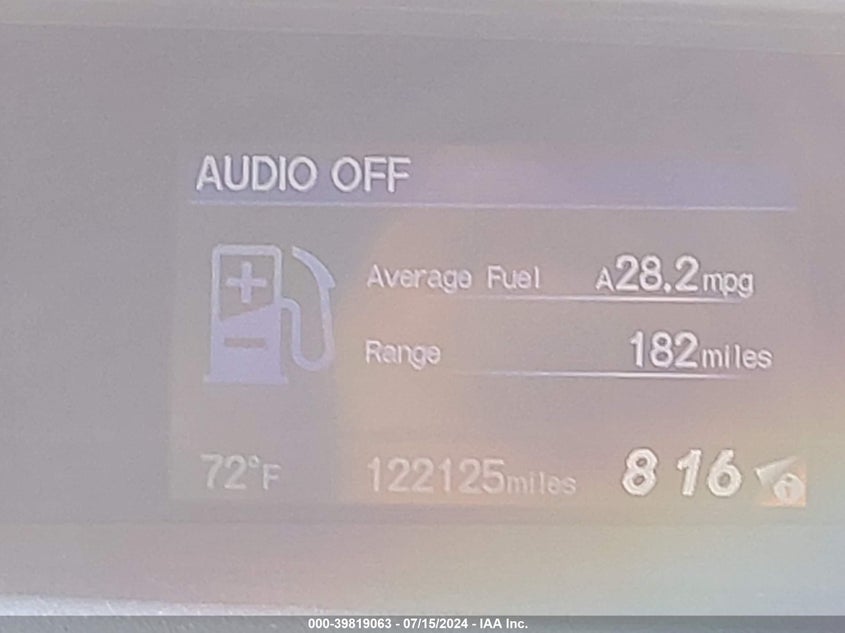 AUDIO OFF
Average Fuel A28.2mpg
Range 182miles
72°F 122125miles 8 16 i
000-39819063 - 07/15/2024 - IAA Inc.